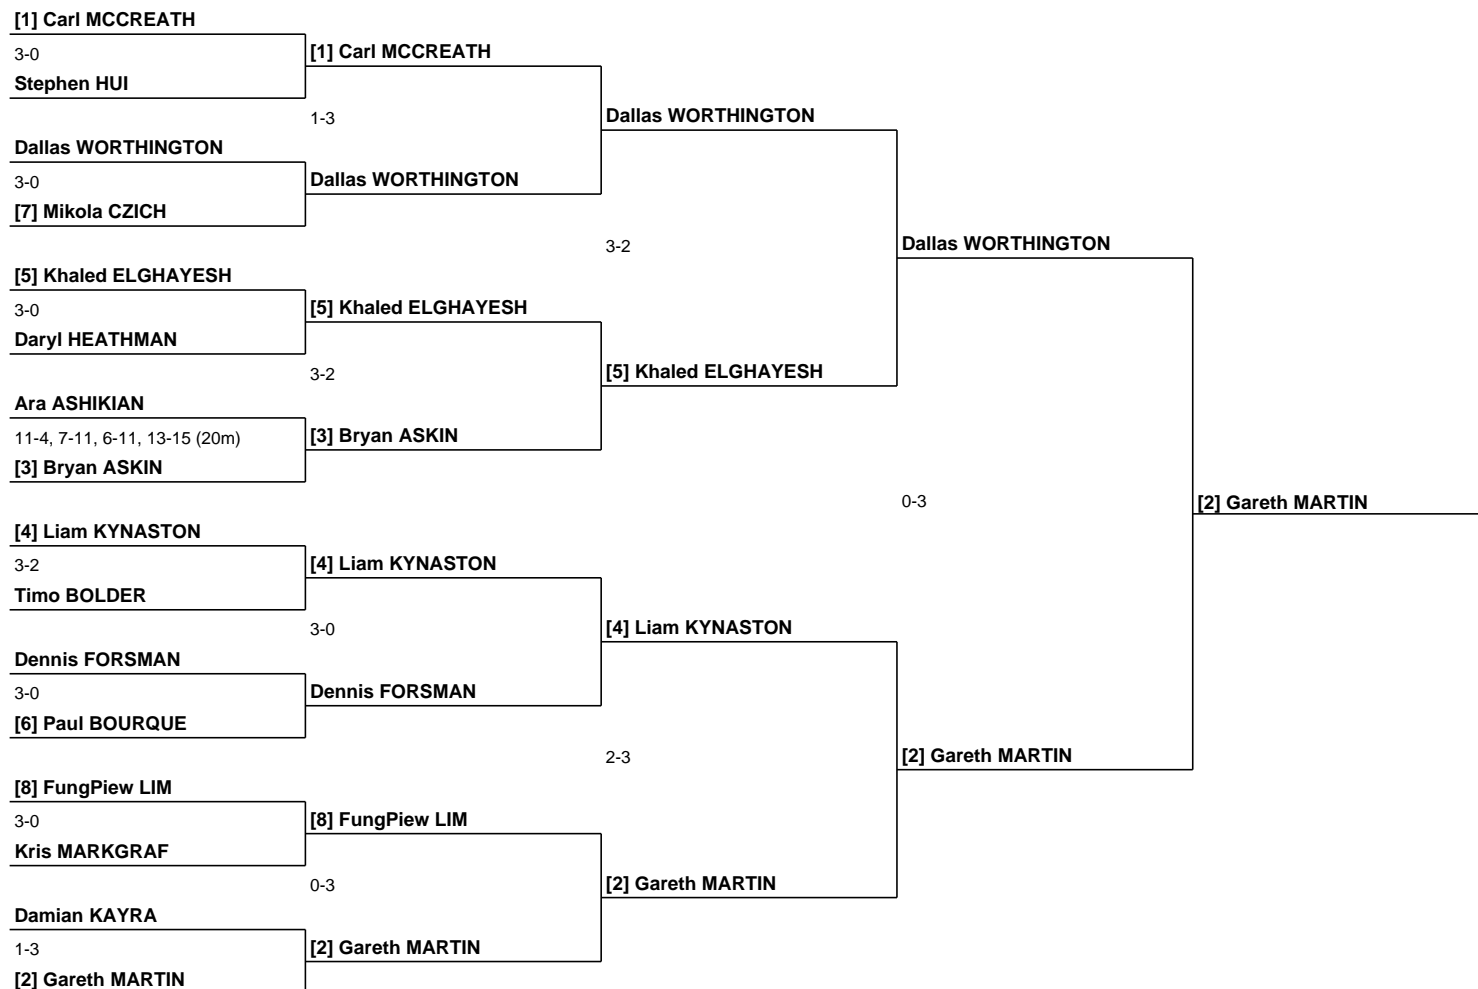 [1] Carl MCCREATH
3-0
Stephen HUI
Dallas WORTHINGTON
3-0
[7] Mikola CZICH
[5] Khaled ELGHAYESH
3-0
Daryl HEATHMAN
Ara ASHIKIAN
11-4, 7-11, 6-11, 13-15 (20m)
[3] Bryan ASKIN
[4] Liam KYNASTON
3-2
Timo BOLDER
Dennis FORSMAN
3-0
[6] Paul BOURQUE
[8] FungPiew LIM
3-0
Kris MARKGRAF
Damian KAYRA
1-3
[2] Gareth MARTIN
[1] Carl MCCREATH
1-3
Dallas WORTHINGTON
[5] Khaled ELGHAYESH
3-2
[3] Bryan ASKIN
[4] Liam KYNASTON
3-0
Dennis FORSMAN
[8] FungPiew LIM
0-3
[2] Gareth MARTIN
Dallas WORTHINGTON
3-2
[5] Khaled ELGHAYESH
[4] Liam KYNASTON
2-3
[2] Gareth MARTIN
Dallas WORTHINGTON
0-3
[2] Gareth MARTIN
[2] Gareth MARTIN